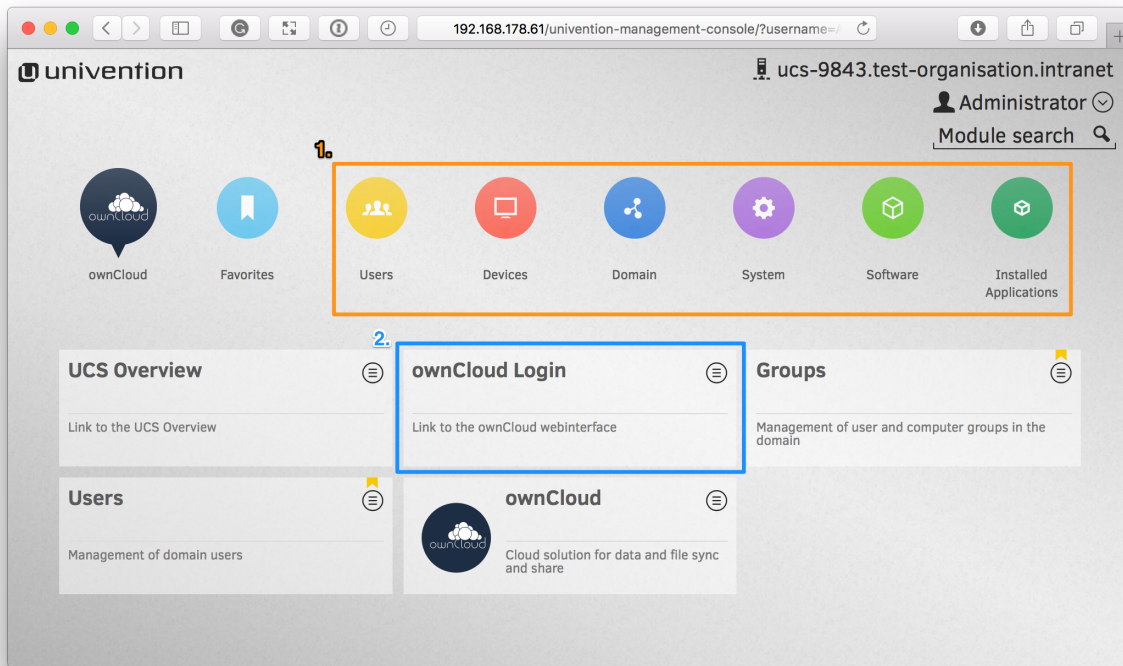 192.168.178.61/univention-management-console/?username=
univention
ucs-9843.test-organisation.intranet
Administrator
Module search
1.
ownCloud
ownCloud
Favorites
Users
Devices
Domain
System
Software
Installed
Applications
2.
UCS Overview
Link to the UCS Overview
ownCloud Login
Link to the ownCloud webinterface
Groups
Management of user and computer groups in the
domain
Users
Management of domain users
ownCloud
ownCloud
Cloud solution for data and file sync
and share